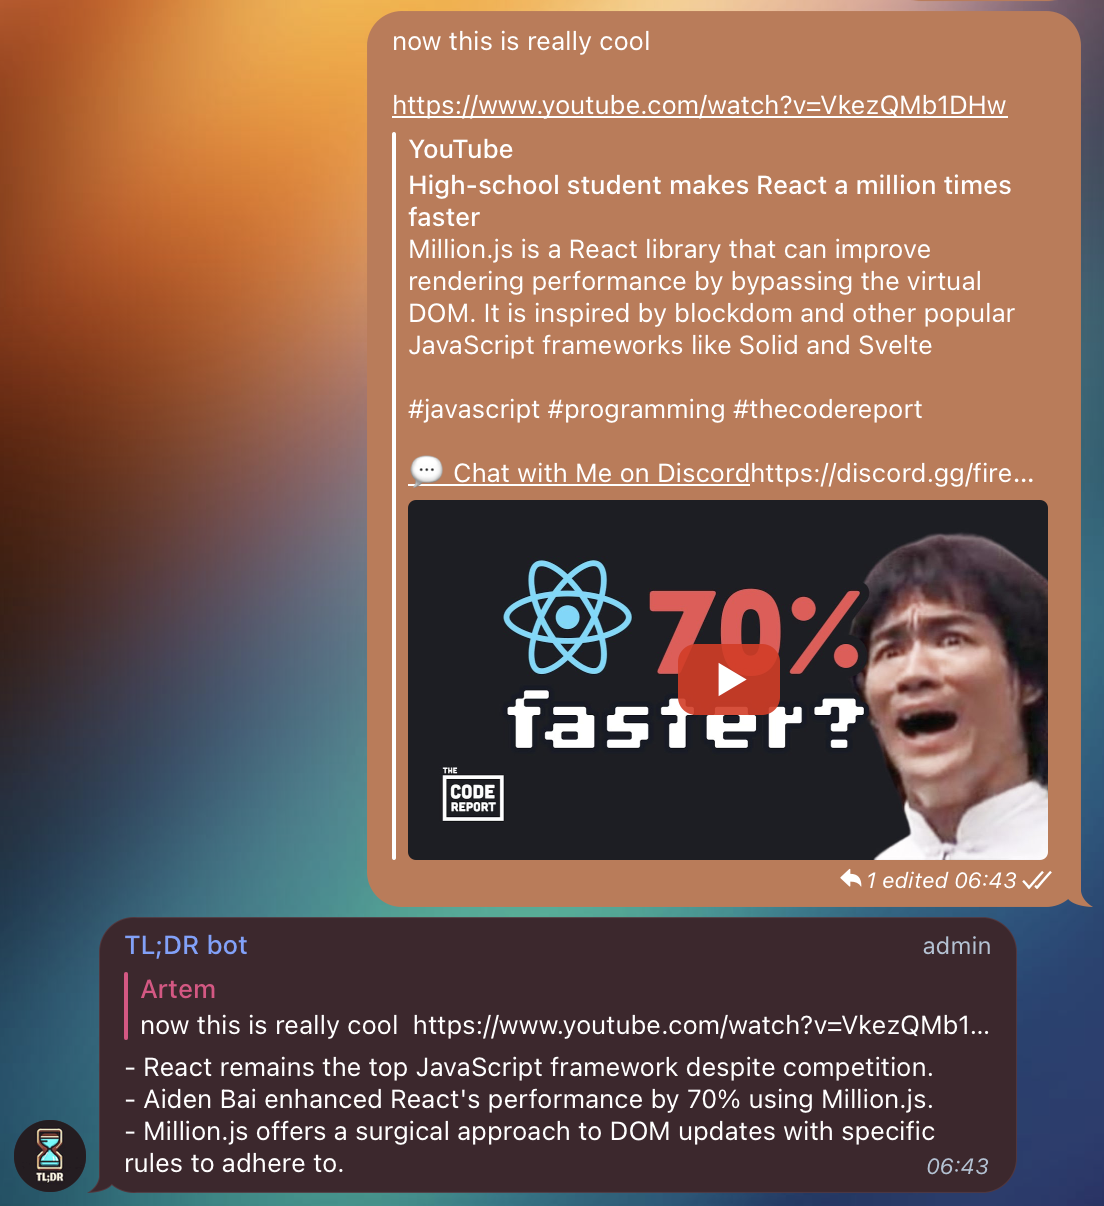 now this is really cool
https://www.youtube.com/watch?v=VkezQMb1DHw
YouTube
High-school student makes React a million times
faster
Million.js is a React library that can improve
rendering performance by bypassing the virtual
DOM. It is inspired by blockdom and other popular
JavaScript frameworks like Solid and Svelte
#javascript #programming #thecodereport
💬 Chat with Me on Discordhttps://discord.gg/fire...
70%
faster?
THE
CODE
REPORT
1 edited 06:43
TL;DR bot admin
Artem
now this is really cool  https://www.youtube.com/watch?v=VkezQMb1...
- React remains the top JavaScript framework despite competition.
- Aiden Bai enhanced React's performance by 70% using Million.js.
- Million.js offers a surgical approach to DOM updates with specific
rules to adhere to.
06:43
TL;DR